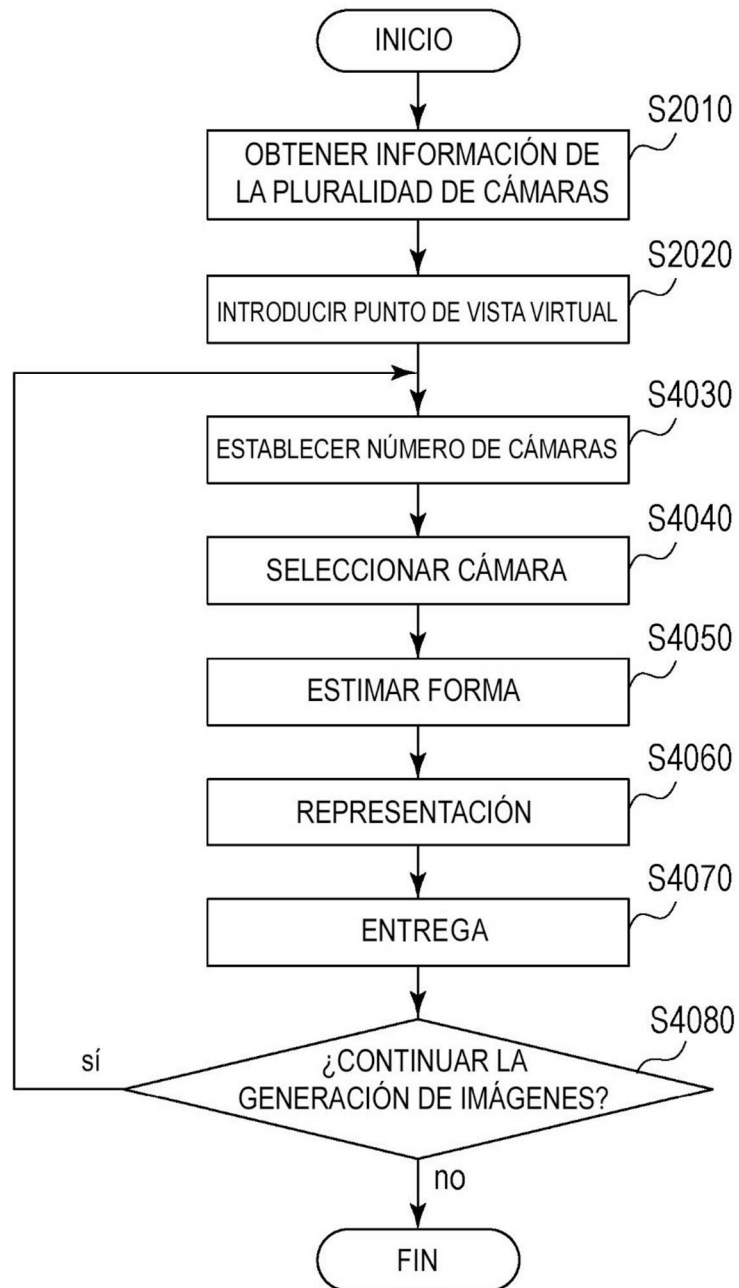 INICIO
S2010
OBTENER INFORMACIÓN DE
LA PLURALIDAD DE CÁMARAS
S2020
INTRODUCIR PUNTO DE VISTA VIRTUAL
S4030
ESTABLECER NÚMERO DE CÁMARAS
S4040
SELECCIONAR CÁMARA
S4050
ESTIMAR FORMA
S4060
REPRESENTACIÓN
S4070
ENTREGA
S4080
¿CONTINUAR LA
GENERACIÓN DE IMÁGENES?
sí
no
FIN